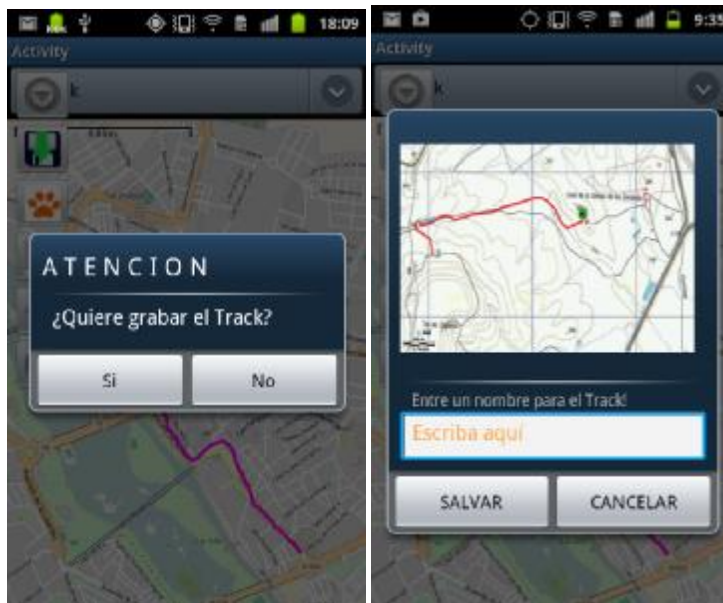 18:09
Activity
k
ATENCION
¿Quiere grabar el Track?
Si
No
9:35
Activity
k
Entre un nombre para el Track!
Escriba aquí
SALVAR
CANCELAR